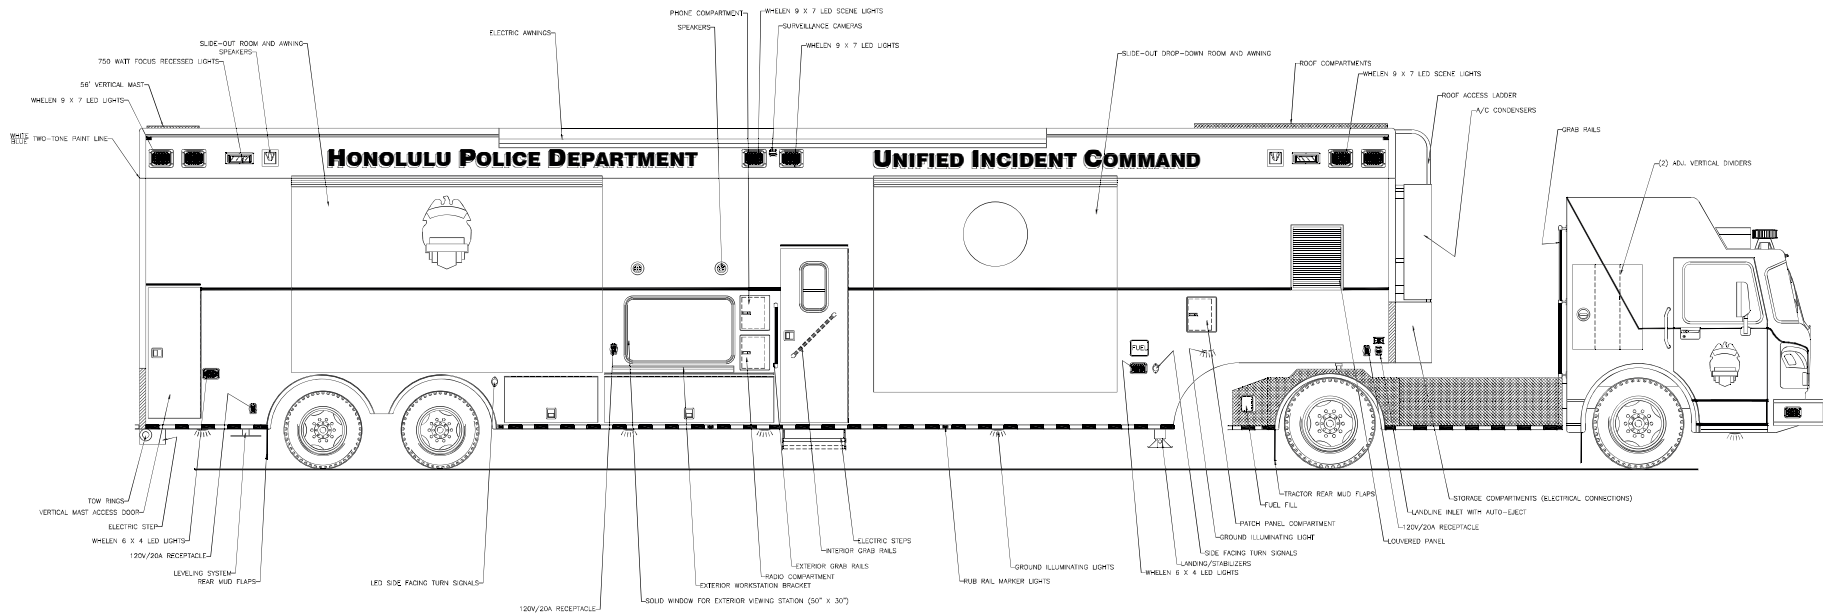 PHONE COMPARTMENT
WHELEN 9 X 7 LED SCENE LIGHTS
SPEAKERS
SURVEILLANCE CAMERAS
ELECTRIC AWNINGS
SLIDE-OUT ROOM AND AWNING
WHELEN 9 X 7 LED LIGHTS
SPEAKERS
SLIDE-OUT DROP-DOWN ROOM AND AWNING
750 WATT FOCUS RECESSED LIGHTS
ROOF COMPARTMENTS
WHELEN 9 X 7 LED SCENE LIGHTS
56' VERTICAL MAST
ROOF ACCESS LADDER
WHELEN 9 X 7 LED LIGHTS
A/C CONDENSERS
GRAB RAILS
WHITE
BLUE
TWO-TONE PAINT LINE
HONOLULU POLICE DEPARTMENT
UNIFIED INCIDENT COMMAND
(2) ADJ. VERTICAL DIVIDERS
FUEL
TOW RINGS
TRACTOR REAR MUD FLAPS
STORAGE COMPARTMENTS (ELECTRICAL CONNECTIONS)
FUEL FILL
VERTICAL MAST ACCESS DOOR
LANDLINE INLET WITH AUTO-EJECT
ELECTRIC STEP
PATCH PANEL COMPARTMENT
120V/20A RECEPTACLE
WHELEN 6 X 4 LED LIGHTS
ELECTRIC STEPS
GROUND ILLUMINATING LIGHT
LOUVERED PANEL
INTERIOR GRAB RAILS
120V/20A RECEPTACLE
SIDE FACING TURN SIGNALS
EXTERIOR GRAB RAILS
GROUND ILLUMINATING LIGHTS
LANDING/STABILIZERS
LEVELING SYSTEM
WHELEN 6 X 4 LED LIGHTS
REAR MUD FLAPS
LED SIDE FACING TURN SIGNALS
RADIO COMPARTMENT
RUB RAIL MARKER LIGHTS
EXTERIOR WORKSTATION BRACKET
SOLID WINDOW FOR EXTERIOR VIEWING STATION (50" X 30")
120V/20A RECEPTACLE